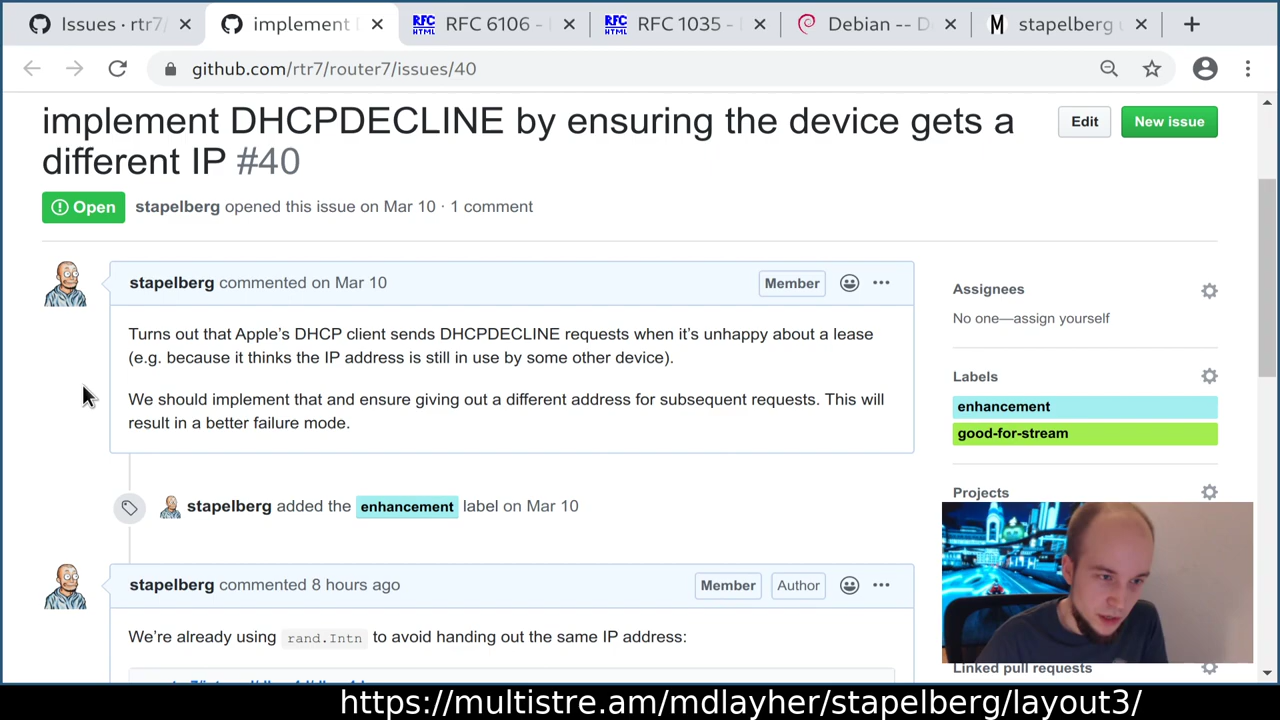 Issues · rtr7/
implement
RFC 6106 -
RFC 1035 -
Debian -- D
stapelberg
github.com/rtr7/router7/issues/40
implement DHCPDECLINE by ensuring the device gets a
different IP #40
Edit
New issue
Open
stapelberg opened this issue on Mar 10 · 1 comment
stapelberg commented on Mar 10
Member
Turns out that Apple's DHCP client sends DHCPDECLINE requests when it's unhappy about a lease
(e.g. because it thinks the IP address is still in use by some other device).
We should implement that and ensure giving out a different address for subsequent requests. This will
result in a better failure mode.
stapelberg added the enhancement label on Mar 10
stapelberg commented 8 hours ago
Member
Author
We're already using rand.Intn to avoid handing out the same IP address:
Assignees
No one—assign yourself
Labels
enhancement
good-for-stream
Projects
Linked pull requests
https://multistre.am/mdlayher/stapelberg/layout3/